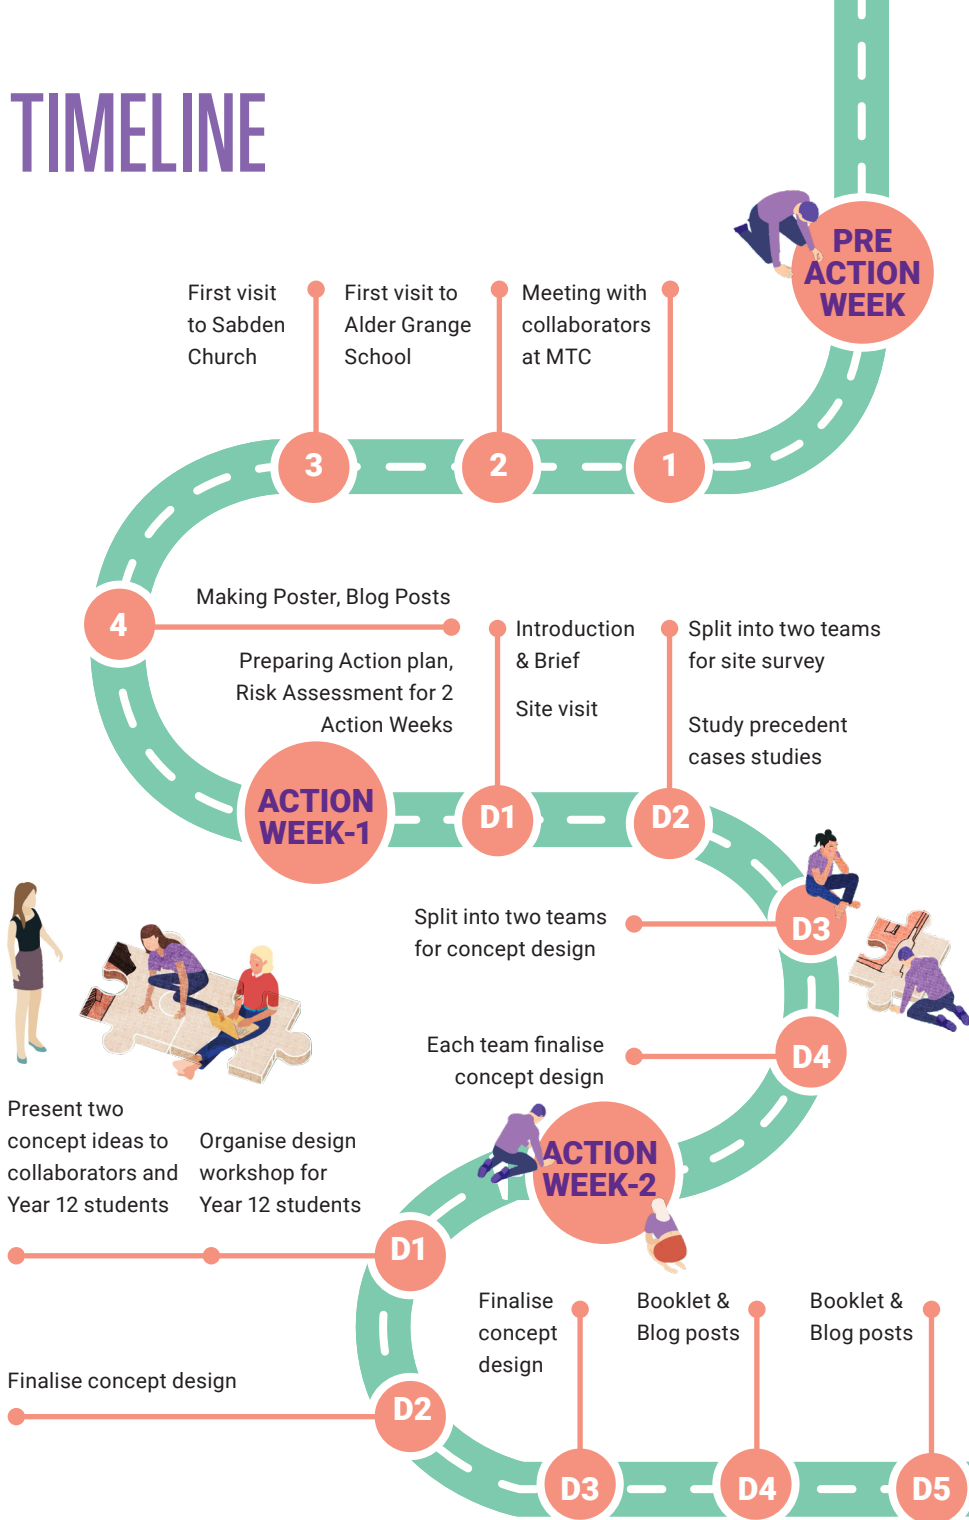 TIMELINE
PRE
ACTION
WEEK
Meeting with
collaborators
at MTC
1
First visit to
Alder Grange
School
2
First visit
to Sabden
Church
3
4
Making Poster, Blog Posts
Preparing Action plan,
Risk Assessment for 2
Action Weeks
ACTION
WEEK-1
Introduction
& Brief
Site visit
D1
Split into two teams
for site survey
Study precedent
cases studies
D2
Split into two teams
for concept design
D3
Each team finalise
concept design
D4
ACTION
WEEK-2
Present two
concept ideas to
collaborators and
Year 12 students
Organise design
workshop for
Year 12 students
D1
Finalise concept design
D2
Finalise
concept
design
D3
Booklet &
Blog posts
D4
Booklet &
Blog posts
D5